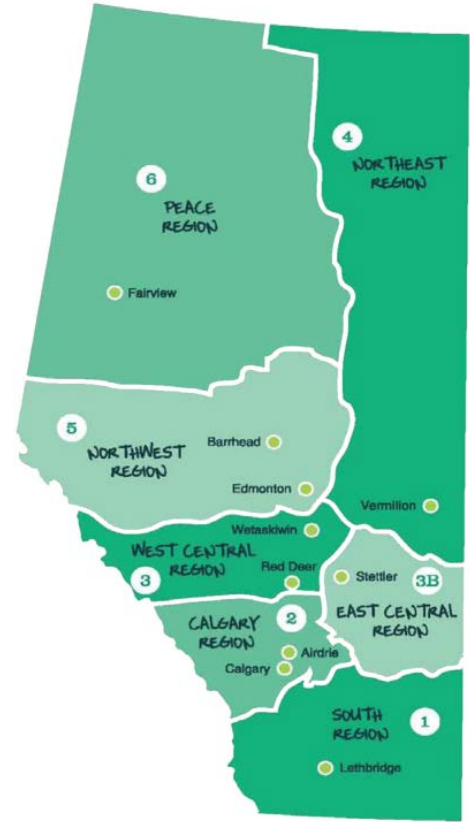 4
NORTHEAST
REGION
6
PEACE
REGION
Fairview
5
NORTHWEST
REGION
Barrhead
Edmonton
Vermilion
Wetaskiwin
WEST CENTRAL
REGION
3
Red Deer
Stettler
3B
EAST CENTRAL
REGION
2
CALGARY
REGION
Airdrie
Calgary
SOUTH
REGION
1
Lethbridge